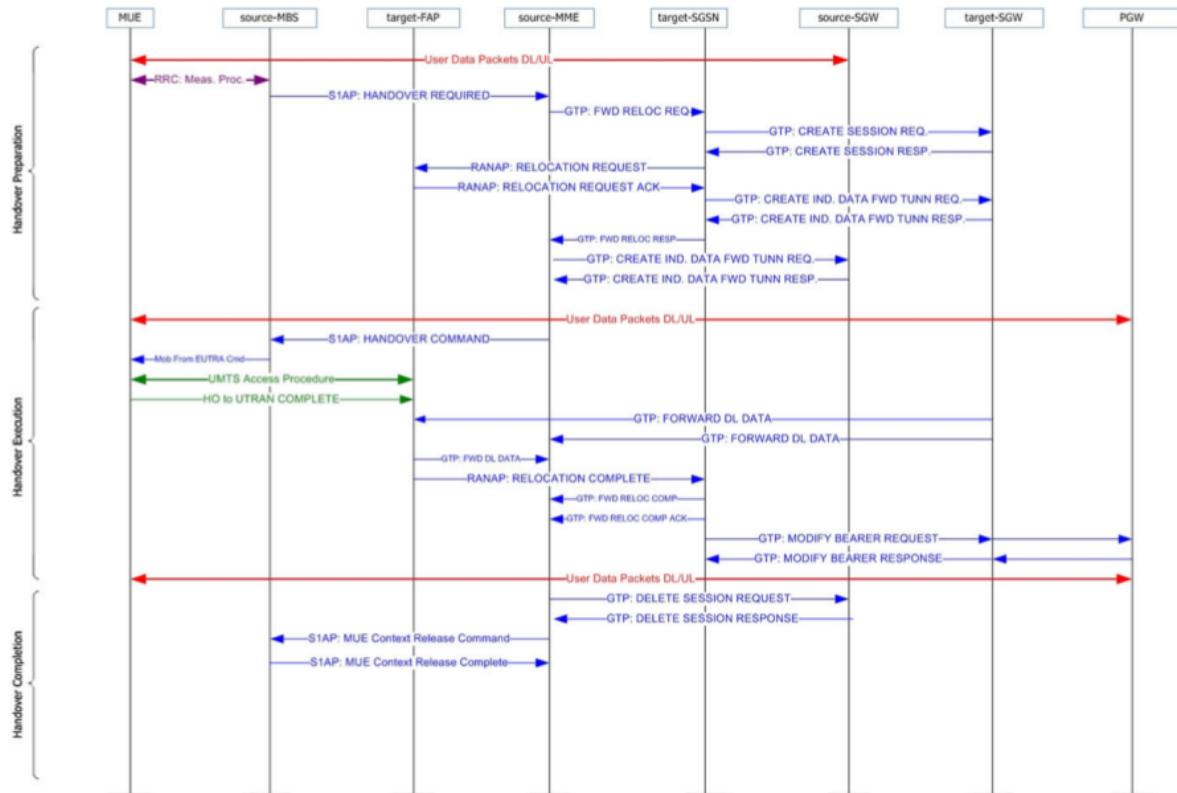 MUE
source-MBS
target-FAP
source-MME
target-SGSN
source-SGW
target-SGW
PGW
Handover Preparation
User Data Packets DL/UL
RRC: Meas. Proc.
S1AP: HANDOVER REQUIRED
GTP: FWD RELOC REQ
GTP: CREATE SESSION REQ.
GTP: CREATE SESSION RESP.
RANAP: RELOCATION REQUEST
RANAP: RELOCATION REQUEST ACK
GTP: CREATE IND. DATA FWD TUNN REQ.
GTP: CREATE IND. DATA FWD TUNN RESP.
GTP: FWD RELOC RESP
GTP: CREATE IND. DATA FWD TUNN REQ.
GTP: CREATE IND. DATA FWD TUNN RESP.
Handover Execution
User Data Packets DL/UL
S1AP: HANDOVER COMMAND
Mob From EUTRA Cmd
UMTS Access Procedure
HO to UTRAN COMPLETE
GTP: FORWARD DL DATA
GTP: FORWARD DL DATA
GTP: FWD DL DATA
RANAP: RELOCATION COMPLETE
GTP: FWD RELOC COMP
GTP: FWD RELOC COMP ACK
GTP: MODIFY BEARER REQUEST
GTP: MODIFY BEARER RESPONSE
User Data Packets DL/UL
Handover Completion
GTP: DELETE SESSION REQUEST
GTP: DELETE SESSION RESPONSE
S1AP: MUE Context Release Command
S1AP: MUE Context Release Complete